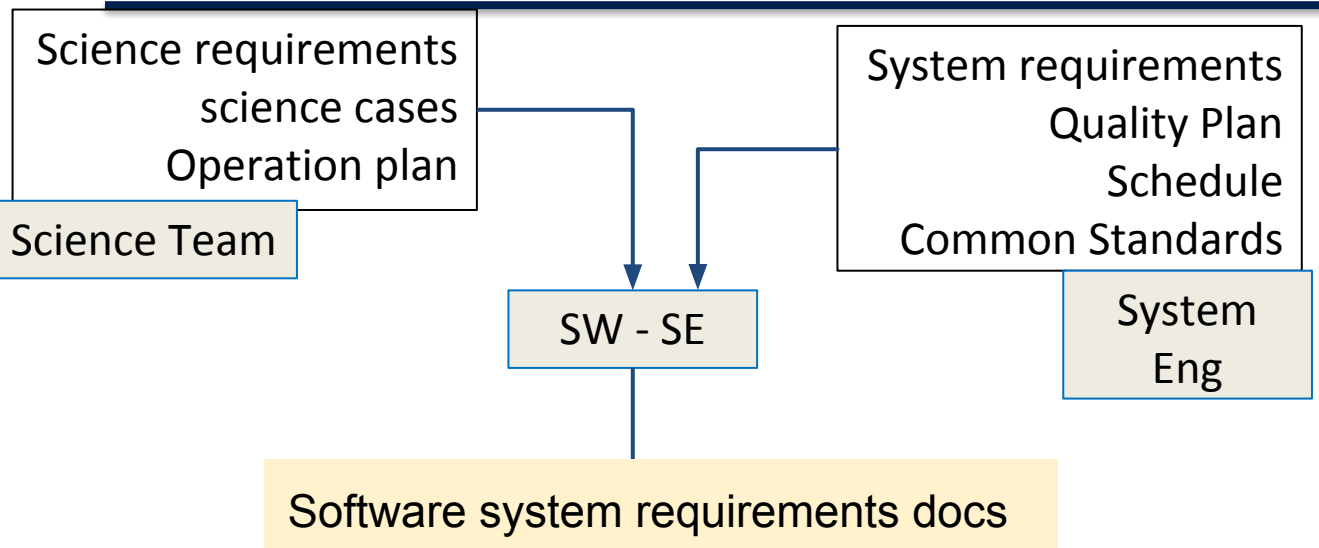 Science requirements
science cases
Operation plan
Science Team
System requirements
Quality Plan
Schedule
Common Standards
System
Eng
SW - SE
Software system requirements docs